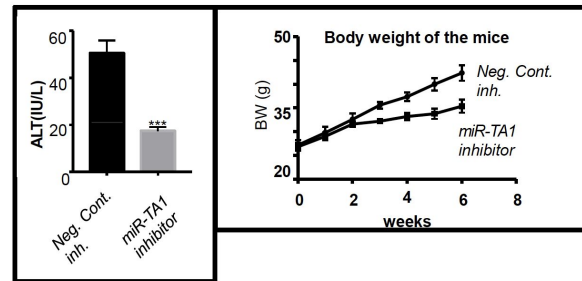 60
40
20
0
ALT(IU/L)
***
Neg. Cont.
inh.
miR-TA1
inhibitor
Body weight of the mice
50
35
20
BW (g)
Neg. Cont.
inh.
miR-TA1
inhibitor
0 2 4 6 8
weeks